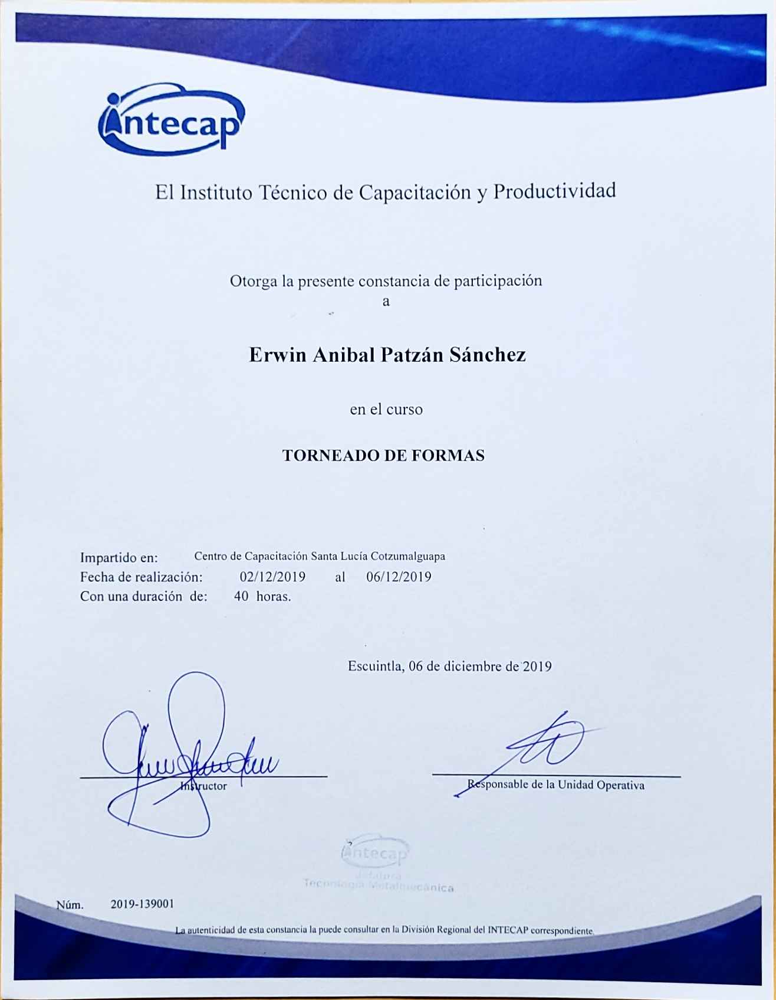 intecap
El Instituto Técnico de Capacitación y Productividad
Otorga la presente constancia de participación
a
Erwin Anibal Patzán Sánchez
en el curso
TORNEADO DE FORMAS
Impartido en: Centro de Capacitación Santa Lucía Cotzumalguapa
Fecha de realización: 02/12/2019 al 06/12/2019
Con una duración de: 40 horas.
Escuintla, 06 de diciembre de 2019
Instructor
Responsable de la Unidad Operativa
intecap
Tecnología Metalmecánica
Núm. 2019-139001
La autenticidad de esta constancia la puede consultar en la División Regional del INTECAP correspondiente.